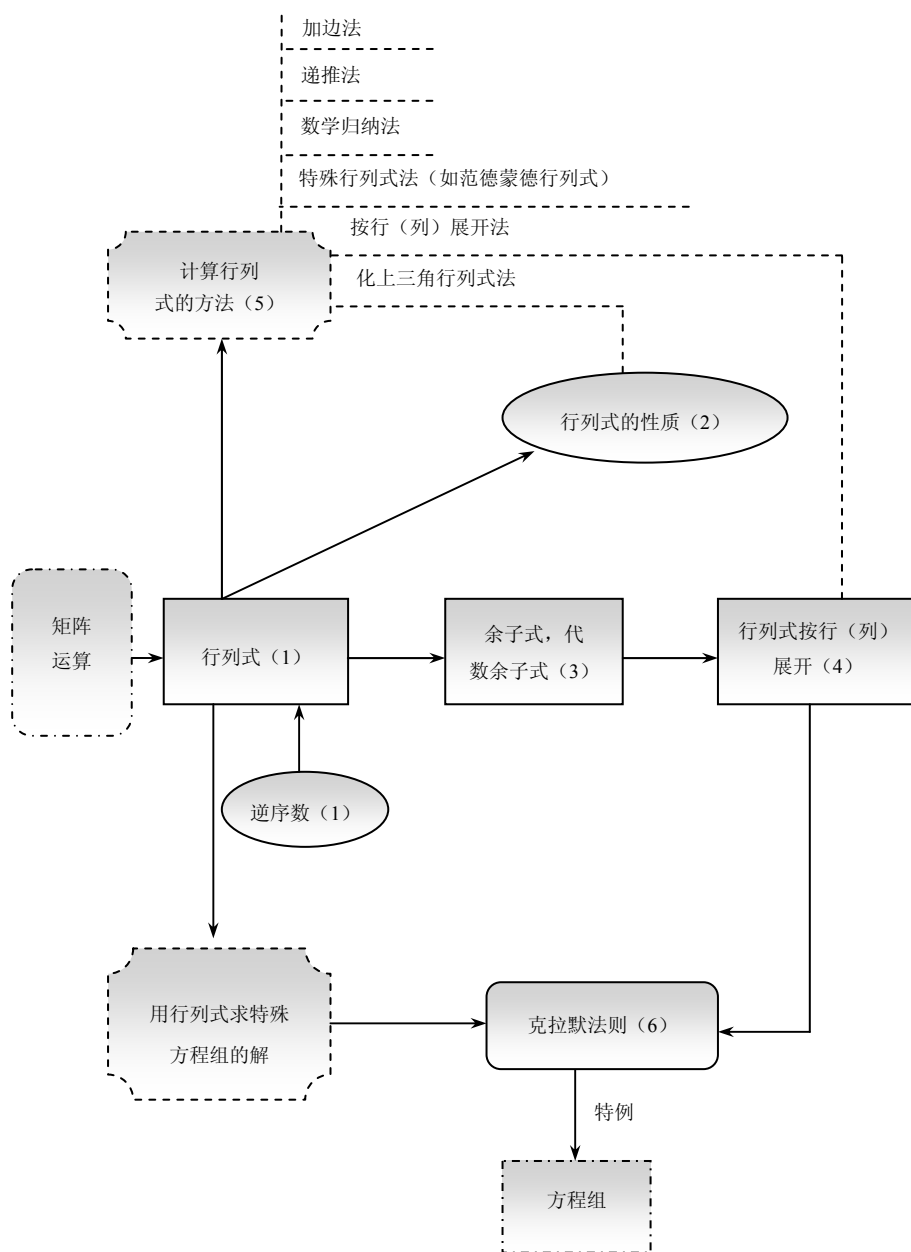 加边法
递推法
数学归纳法
特殊行列式法（如范德蒙德行列式）
按行（列）展开法
计算行列
式的方法（5）
化上三角行列式法
行列式的性质（2）
矩阵
运算
行列式（1）
余子式，代
数余子式（3）
行列式按行（列）
展开（4）
逆序数（1）
用行列式求特殊
方程组的解
克拉默法则（6）
特例
方程组